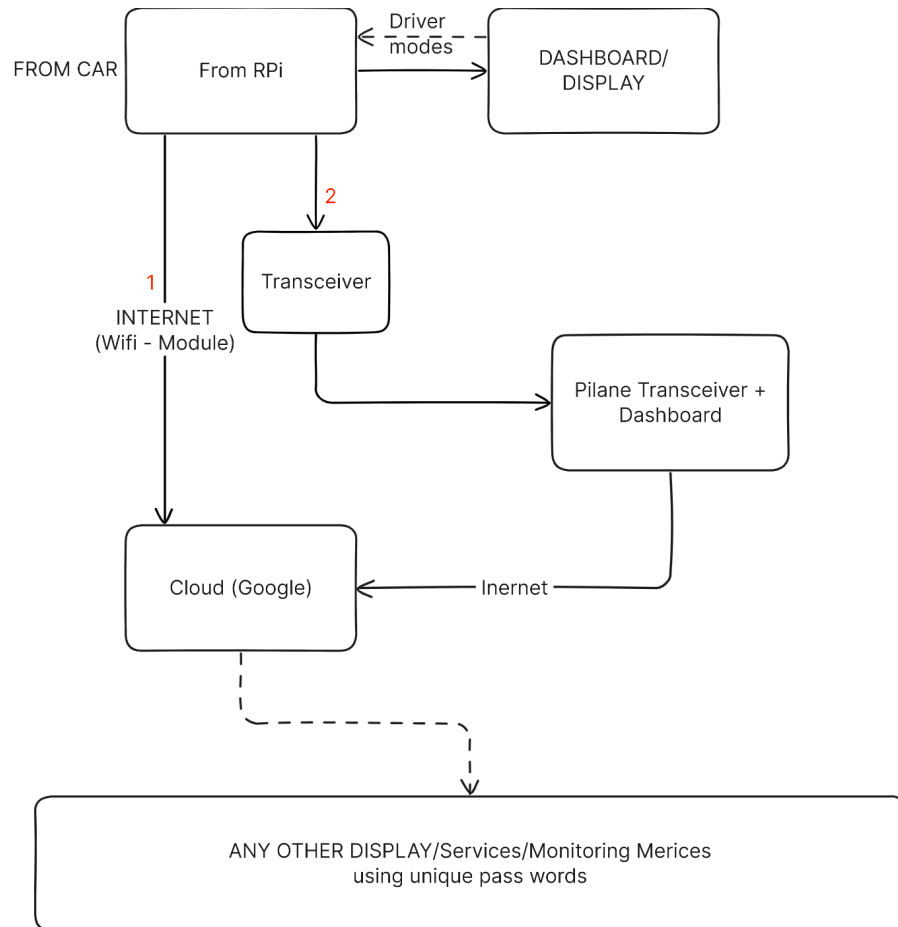 Driver
modes
FROM CAR
From RPi
DASHBOARD/
DISPLAY
2
Transceiver
1
INTERNET
(Wifi - Module)
Pilane Transceiver +
Dashboard
Cloud (Google)
Inernet
ANY OTHER DISPLAY/Services/Monitoring Merices
using unique pass words